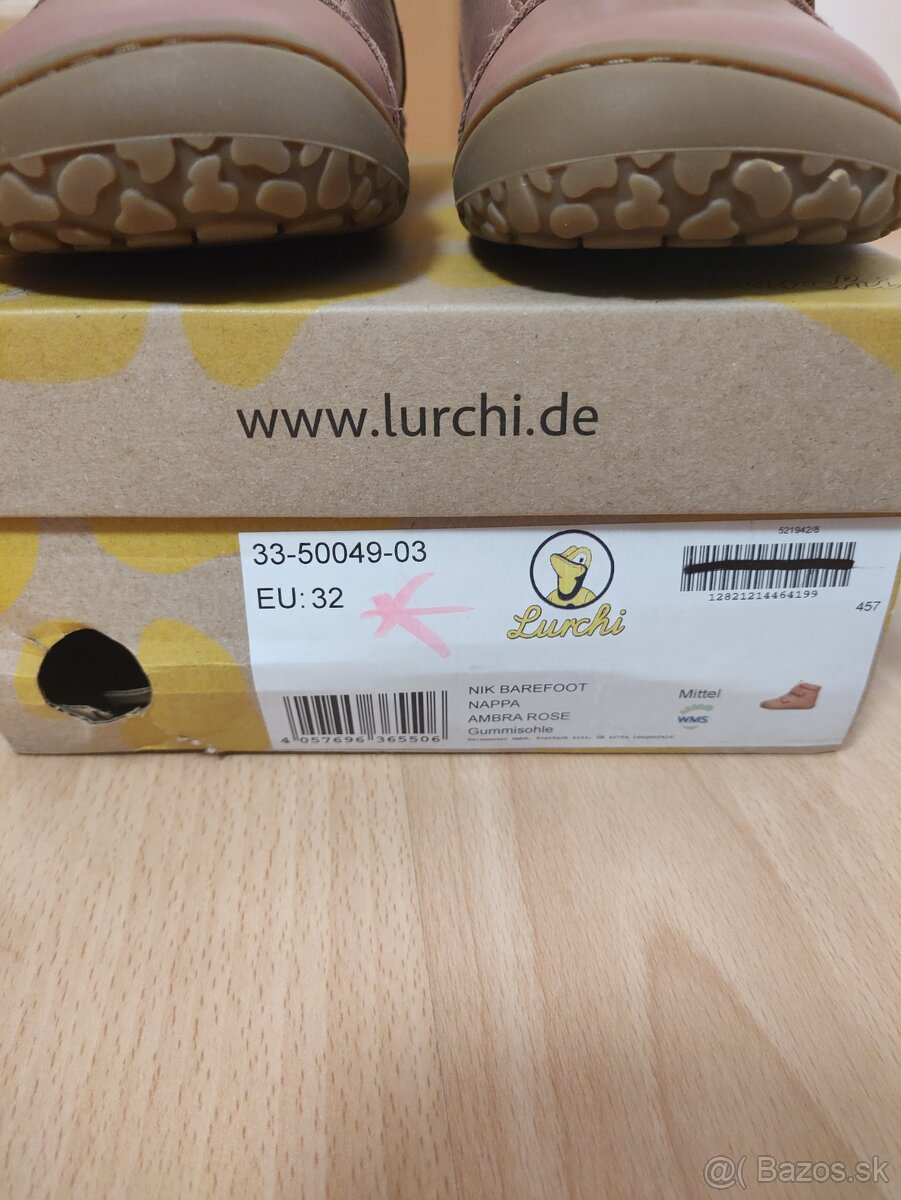 www.lurchi.de
33-50049-03
EU: 32
Lurchi
521942/8
12821214464199
457
NIK BAREFOOT
NAPPA
AMBRA ROSE
Gummisohle
Mittel
WMS
4 057696 365506
@( Bazos.sk